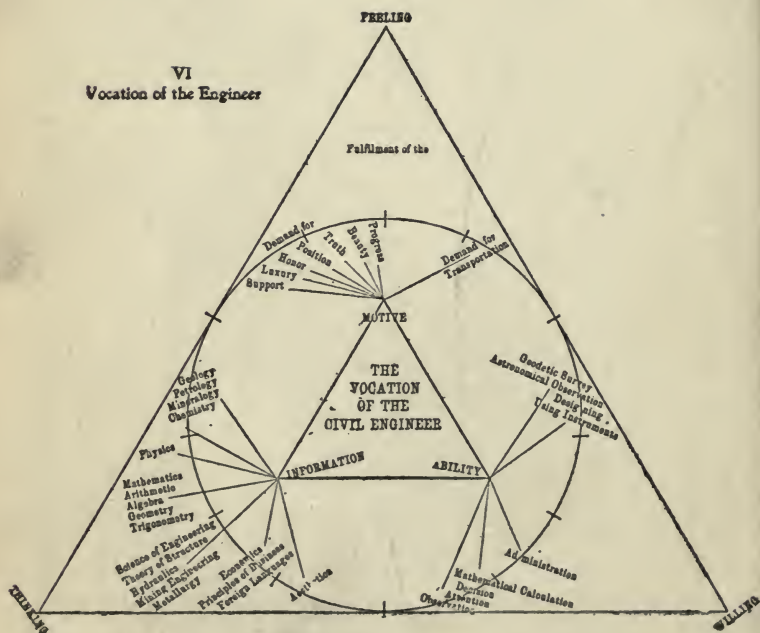 FEELING
VI
Vocation of the Engineer
Fulfilment of the
Demand for
Progress
Beauty
Truth
Position
Honor
Luxury
Support
Demand for
Transportation
MOTIVE
THE
VOCATION
OF THE
CIVIL ENGINEER
Geology
Petrology
Mineralogy
Chemistry
Physics
Mathematics
Arithmetic
Algebra
Geometry
Trigonometry
Science of Engineering
Theory of Structure
Hydraulics
Mining Engineering
Metallurgy
Economics
Principles of Business
Foreign Languages
INFORMATION
ABILITY
Geodetic Survey
Astronomical Observation
Designing
Using Instruments
Administration
Mathematical Calculation
Decision
Attention
THINKING
WILLING